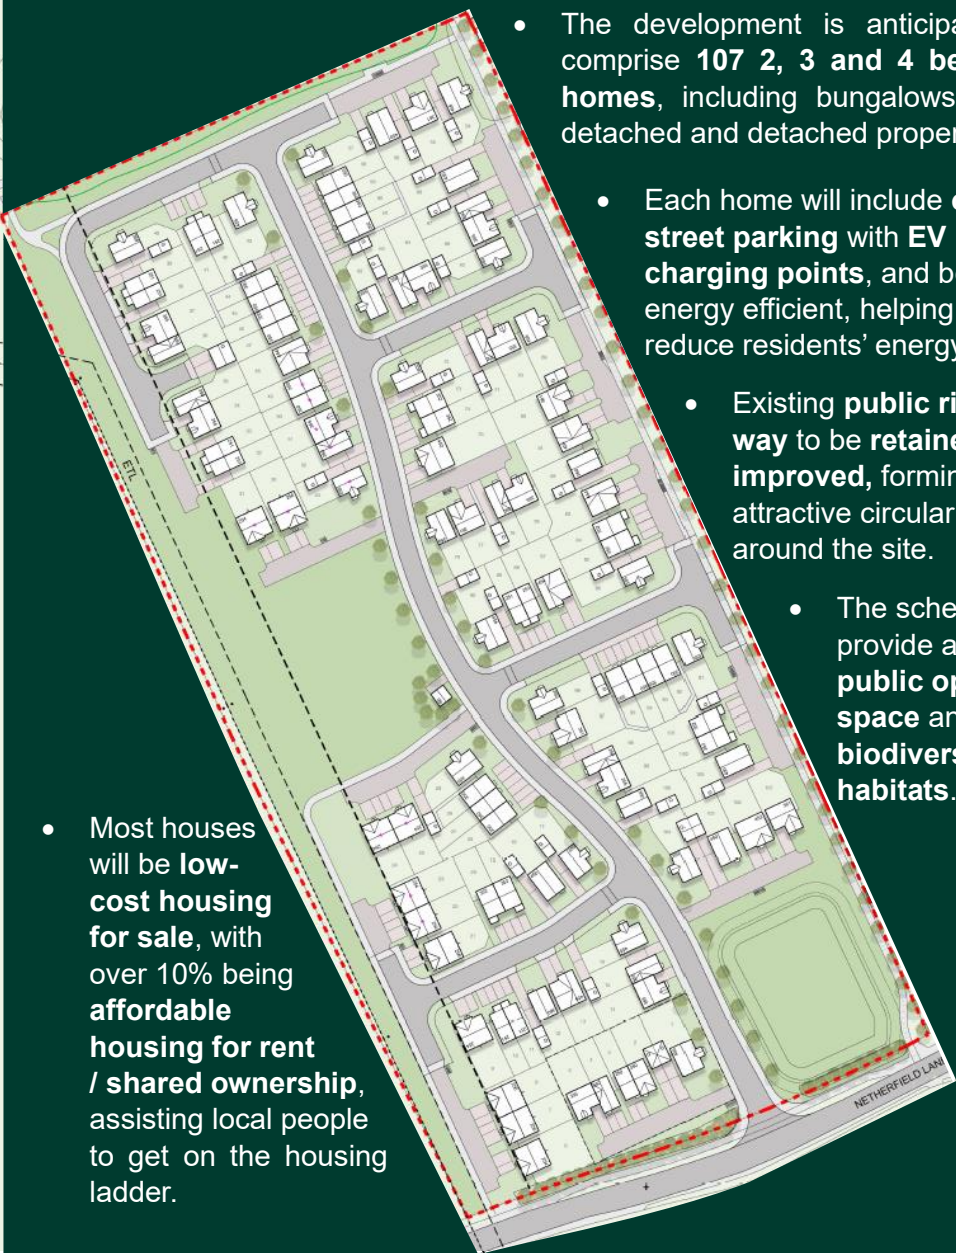 • The development is anticipa
comprise 107 2, 3 and 4 be
homes, including bungalows
detached and detached proper
• Each home will include
street parking with EV
charging points, and b
energy efficient, helping
reduce residents’ energy
• Existing public ri
way to be retaine
improved, formin
attractive circular
around the site.
• The sche
provide a
public op
space an
biodivers
habitats.
• Most houses
will be low-
cost housing
for sale, with
over 10% being
affordable
housing for rent
/ shared ownership,
assisting local people
to get on the housing
ladder.
ETL
NETHERFIELD LAN